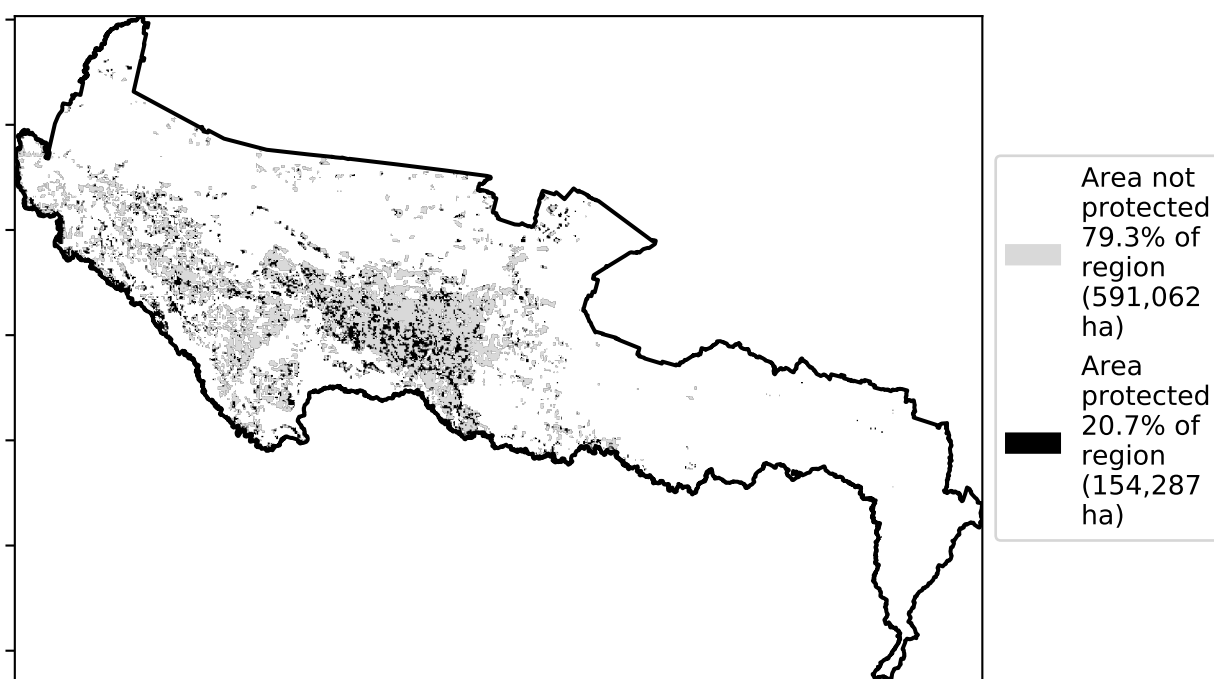 Area not
protected
79.3% of
region
(591,062
ha)
Area
protected
20.7% of
region
(154,287
ha)